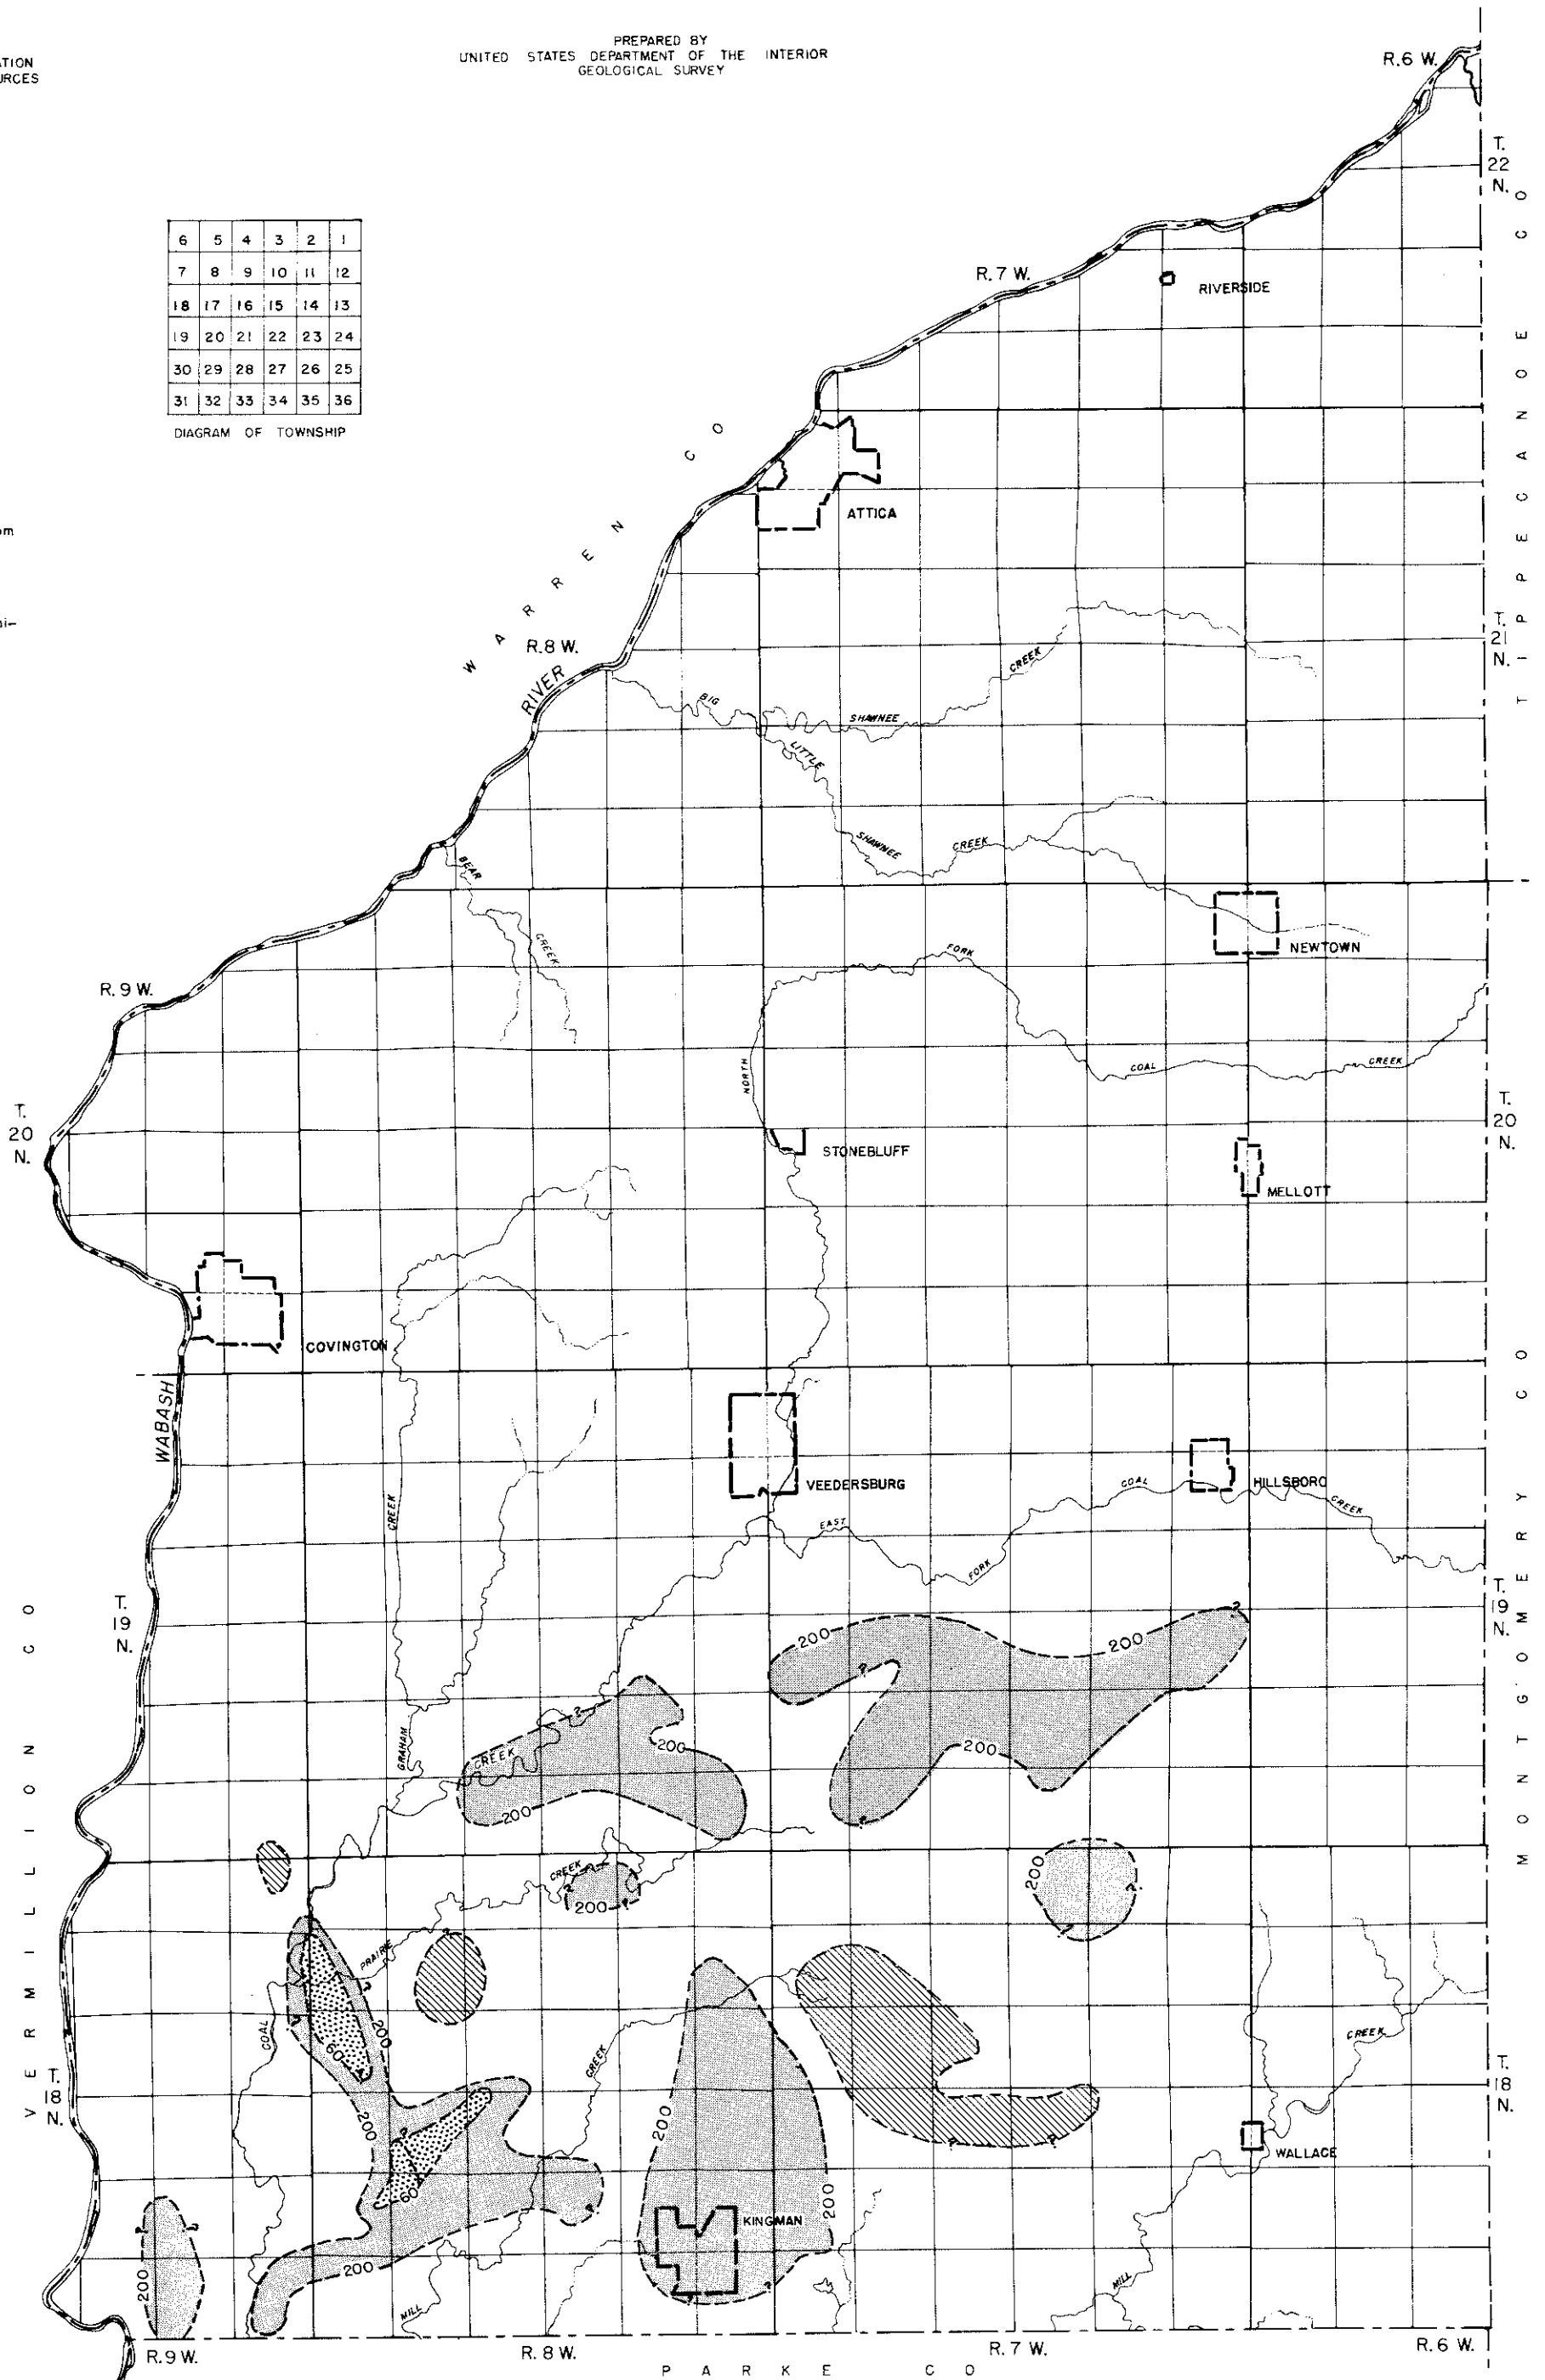 PREPARED BY
UNITED STATES DEPARTMENT OF THE INTERIOR
GEOLOGICAL SURVEY
R.6 W.
T.
22
N.
T I P P E C A N O E C O
R.7 W.
RIVERSIDE
6 5 4 3 2 1
7 8 9 10 11 12
18 17 16 15 14 13
19 20 21 22 23 24
30 29 28 27 26 25
31 32 33 34 35 36
DIAGRAM OF TOWNSHIP
W A R R E N C O
ATTICA
R.8 W.
RIVER
T.
21
N.
BIG
SHAWNEE
CREEK
LITTLE
SHAWNEE
CREEK
BEAR
CREEK
NEWTOWN
R.9 W.
NORTH
FORK
COAL
CREEK
T.
20
N.
T.
20
N.
STONEBLUFF
MELLOTT
COVINGTON
WABASH
VEEDERSBURG
HILLSBORO
CREEK
EAST
FORK
COAL
CREEK
M O N T G O M E R Y C O
V E R M I L L I O N C O
T.
19
N.
T.
19
N.
200
?
200
?
?
200
200
?
GRAHAM
CREEK
200
200
CREEK
?
200
?
200
?
?
PRAIRIE
?
?
COAL
200
60
CREEK
CREEK
T.
18
N.
T.
18
N.
200
?
60
200
?
?
200
?
?
WALLACE
KINGMAN
?
?
200
?
?
200
MILL
MILL
R.9 W.
R.8 W.
R.7 W.
R.6 W.
P A R K E C O